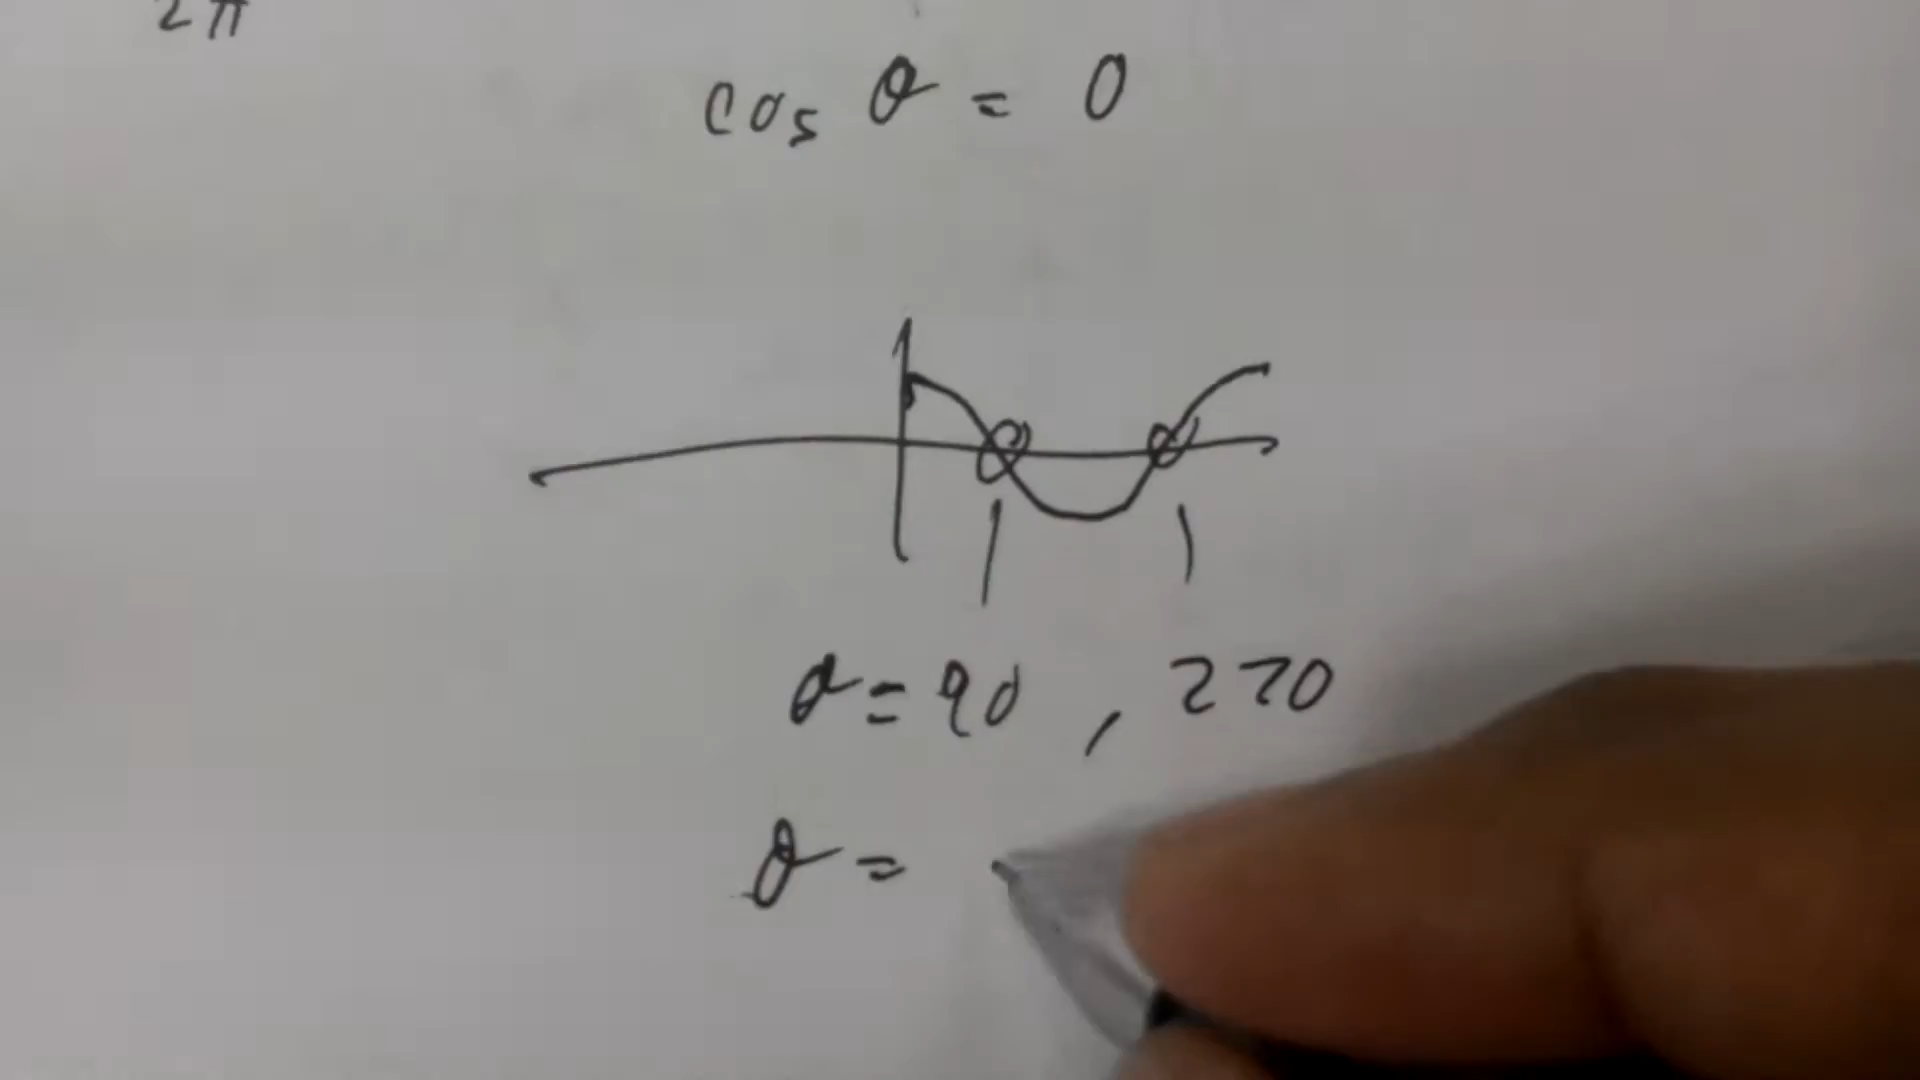 2π
cos θ = 0
θ = 90 , 270
θ =